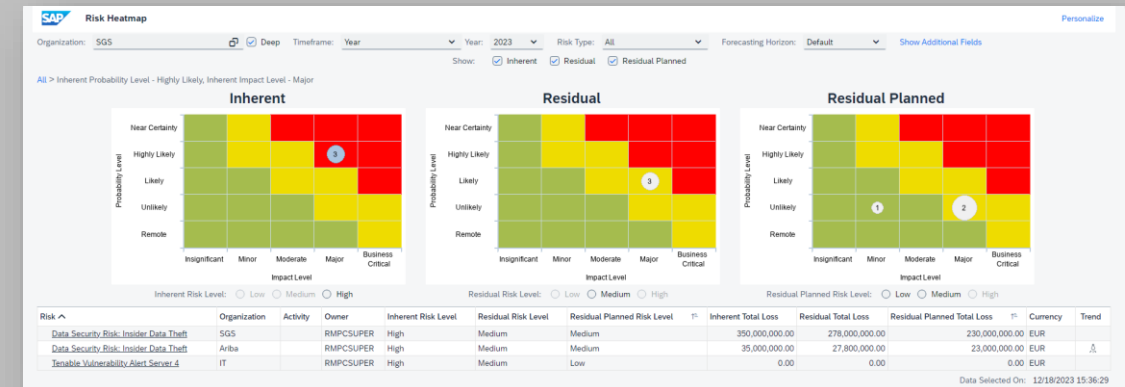 SAP Risk Heatmap Personalize
Organization: SGS Deep Timeframe: Year Year: 2023 Risk Type: All Forecasting Horizon: Default Show Additional Fields
Show: Inherent Residual Residual Planned
All > Inherent Probability Level - Highly Likely, Inherent Impact Level - Major
Inherent
Probability Level
Near Certainty
Highly Likely
3
Likely
Unlikely
Remote
Insignificant Minor Moderate Major Business Critical
Impact Level
Inherent Risk Level: Low Medium High
Residual
Probability Level
Near Certainty
Highly Likely
Likely
3
Unlikely
Remote
Insignificant Minor Moderate Major Business Critical
Impact Level
Residual Risk Level: Low Medium High
Residual Planned
Probability Level
Near Certainty
Highly Likely
Likely
Unlikely
1 2
Remote
Insignificant Minor Moderate Major Business Critical
Impact Level
Residual Planned Risk Level: Low Medium High
Risk Organization Activity Owner Inherent Risk Level Residual Risk Level Residual Planned Risk Level Inherent Total Loss Residual Total Loss Residual Planned Total Loss Currency Trend
Data Security Risk: Insider Data Theft SGS RMPCSUPER High Medium Medium 350,000,000.00 278,000,000.00 230,000,000.00 EUR
Data Security Risk: Insider Data Theft Ariba RMPCSUPER High Medium Medium 35,000,000.00 27,800,000.00 23,000,000.00 EUR
Tenable Vulnerability Alert Server 4 IT RMPCSUPER High Medium Low 0.00 0.00 0.00 EUR
Data Selected On: 12/18/2023 15:36:29